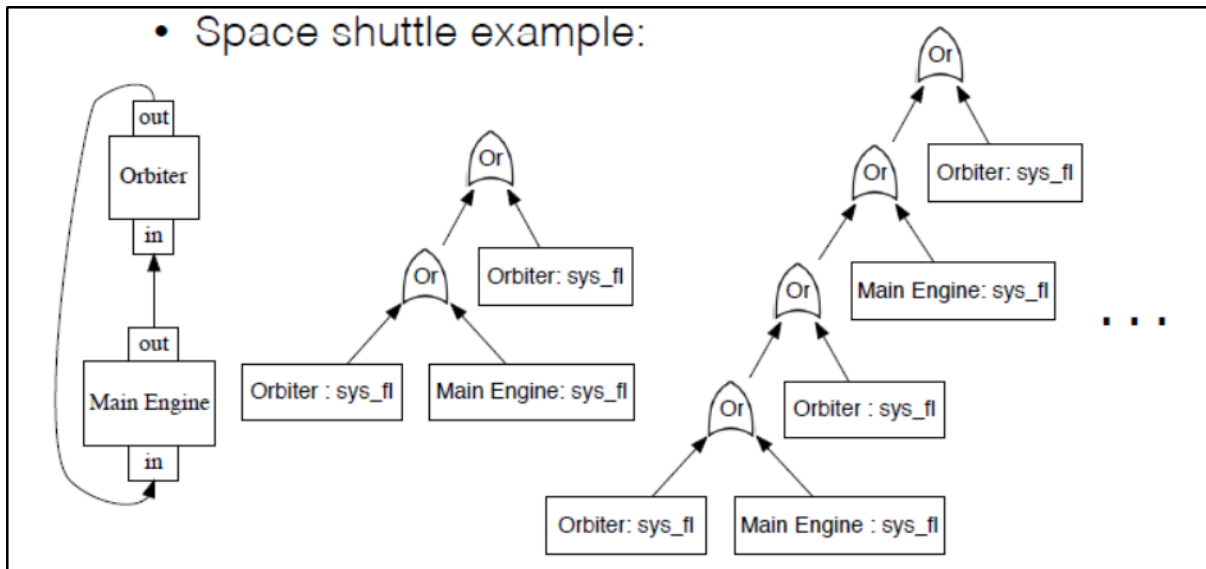 • Space shuttle example:
out
Orbiter
in
out
Main Engine
in
Or
Or
Orbiter: sys_fl
Orbiter : sys_fl
Main Engine: sys_fl
Or
Or
Orbiter: sys_fl
Or
Main Engine: sys_fl
Or
Orbiter : sys_fl
Orbiter: sys_fl
Main Engine : sys_fl
. . .